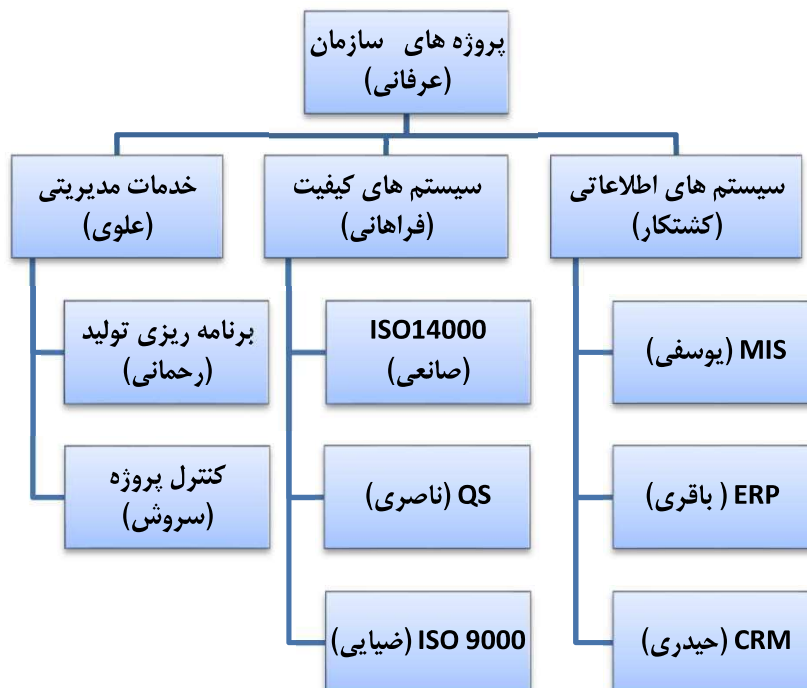 پروژه های سازمان
(عرفانی)
سیستم های اطلاعاتی
(کشتکار)
سیستم های کیفیت
(فراهانی)
خدمات مدیریتی
(علوی)
MIS (یوسفی)
ISO14000
(صانعی)
برنامه ریزی تولید
(رحمانی)
ERP ( باقری)
QS (ناصری)
کنترل پروژه
(سروش)
CRM (حیدری)
ISO 9000 (ضیایی)